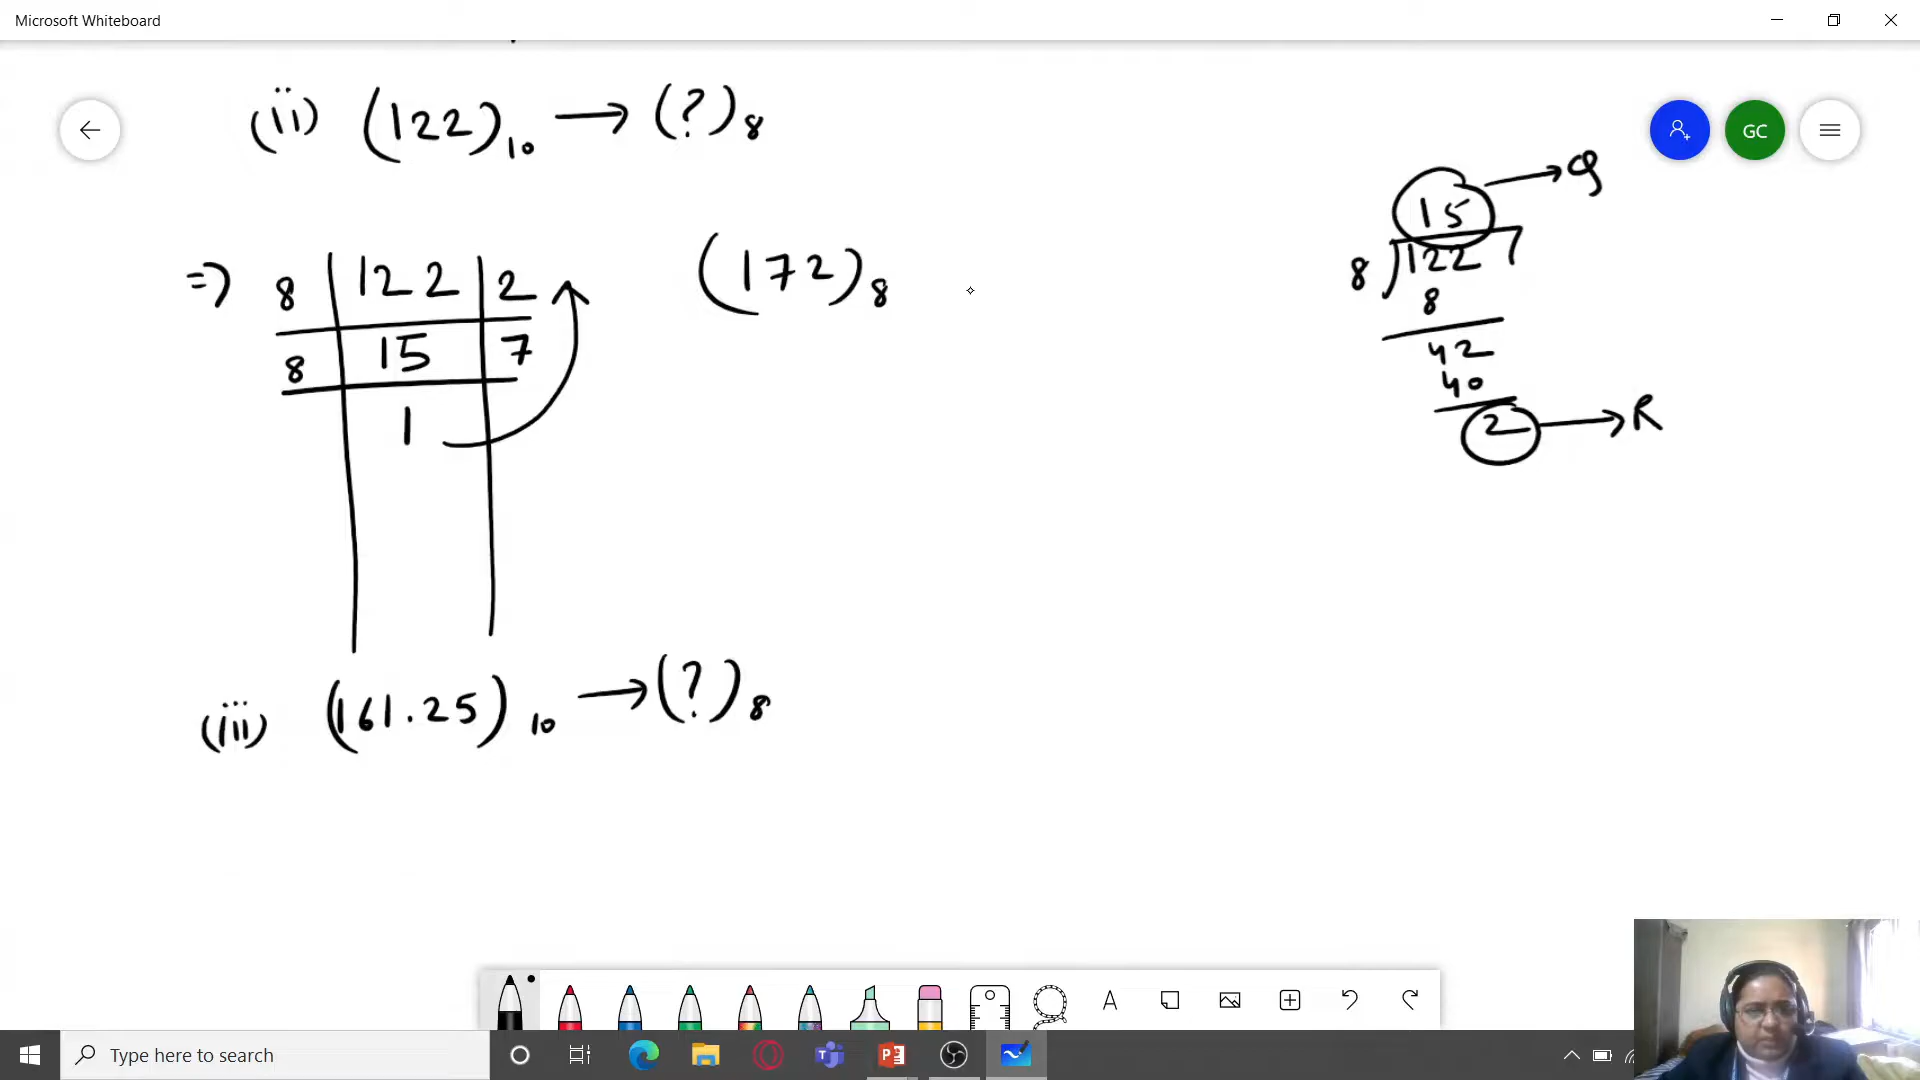 Microsoft Whiteboard
(ii) (122)10 → (?)8
GC
=) 8 | 122 | 2
8 | 15 | 7
1
(172)8
15 → Q
8)122
8
42
40
2 → R
(iii) (161.25)10 → (?)8
A
Type here to search